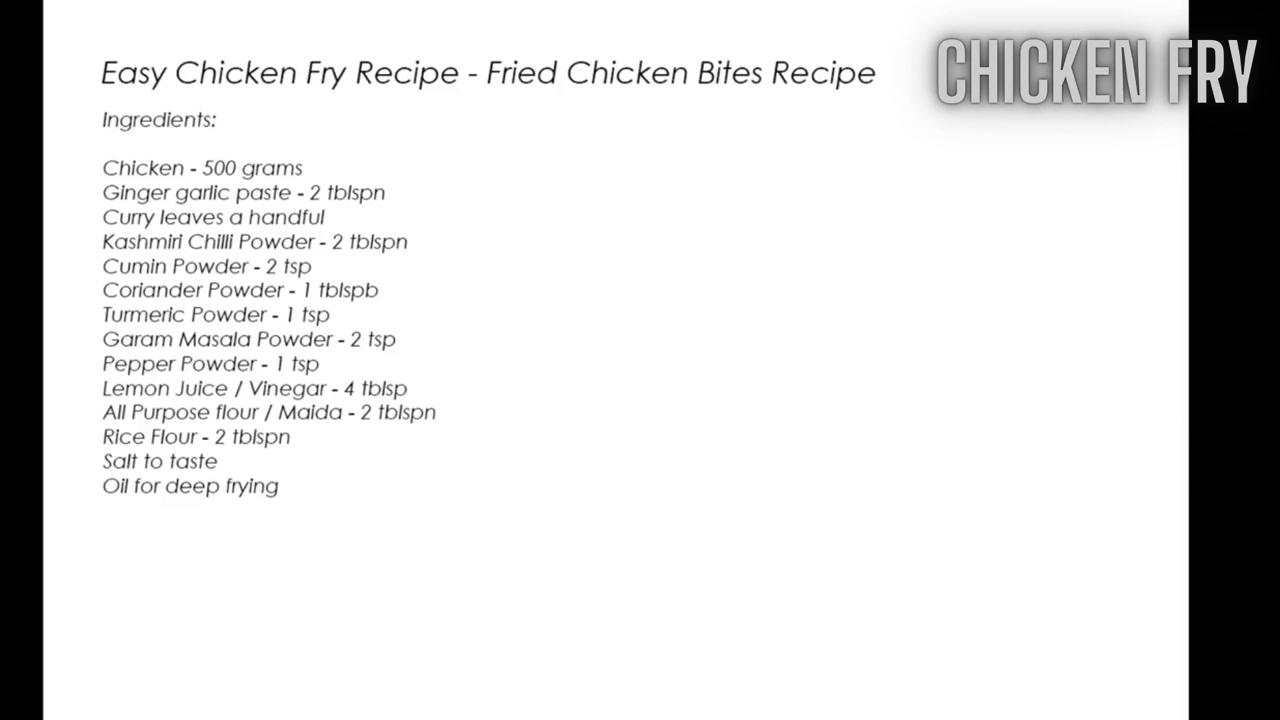 CHICKEN FRY
Easy Chicken Fry Recipe - Fried Chicken Bites Recipe
Ingredients:
Chicken - 500 grams
Ginger garlic paste - 2 tblspn
Curry leaves a handful
Kashmiri Chilli Powder - 2 tblspn
Cumin Powder - 2 tsp
Coriander Powder - 1 tblspb
Turmeric Powder - 1 tsp
Garam Masala Powder - 2 tsp
Pepper Powder - 1 tsp
Lemon Juice / Vinegar - 4 tblsp
All Purpose flour / Maida - 2 tblspn
Rice Flour - 2 tblspn
Salt to taste
Oil for deep frying